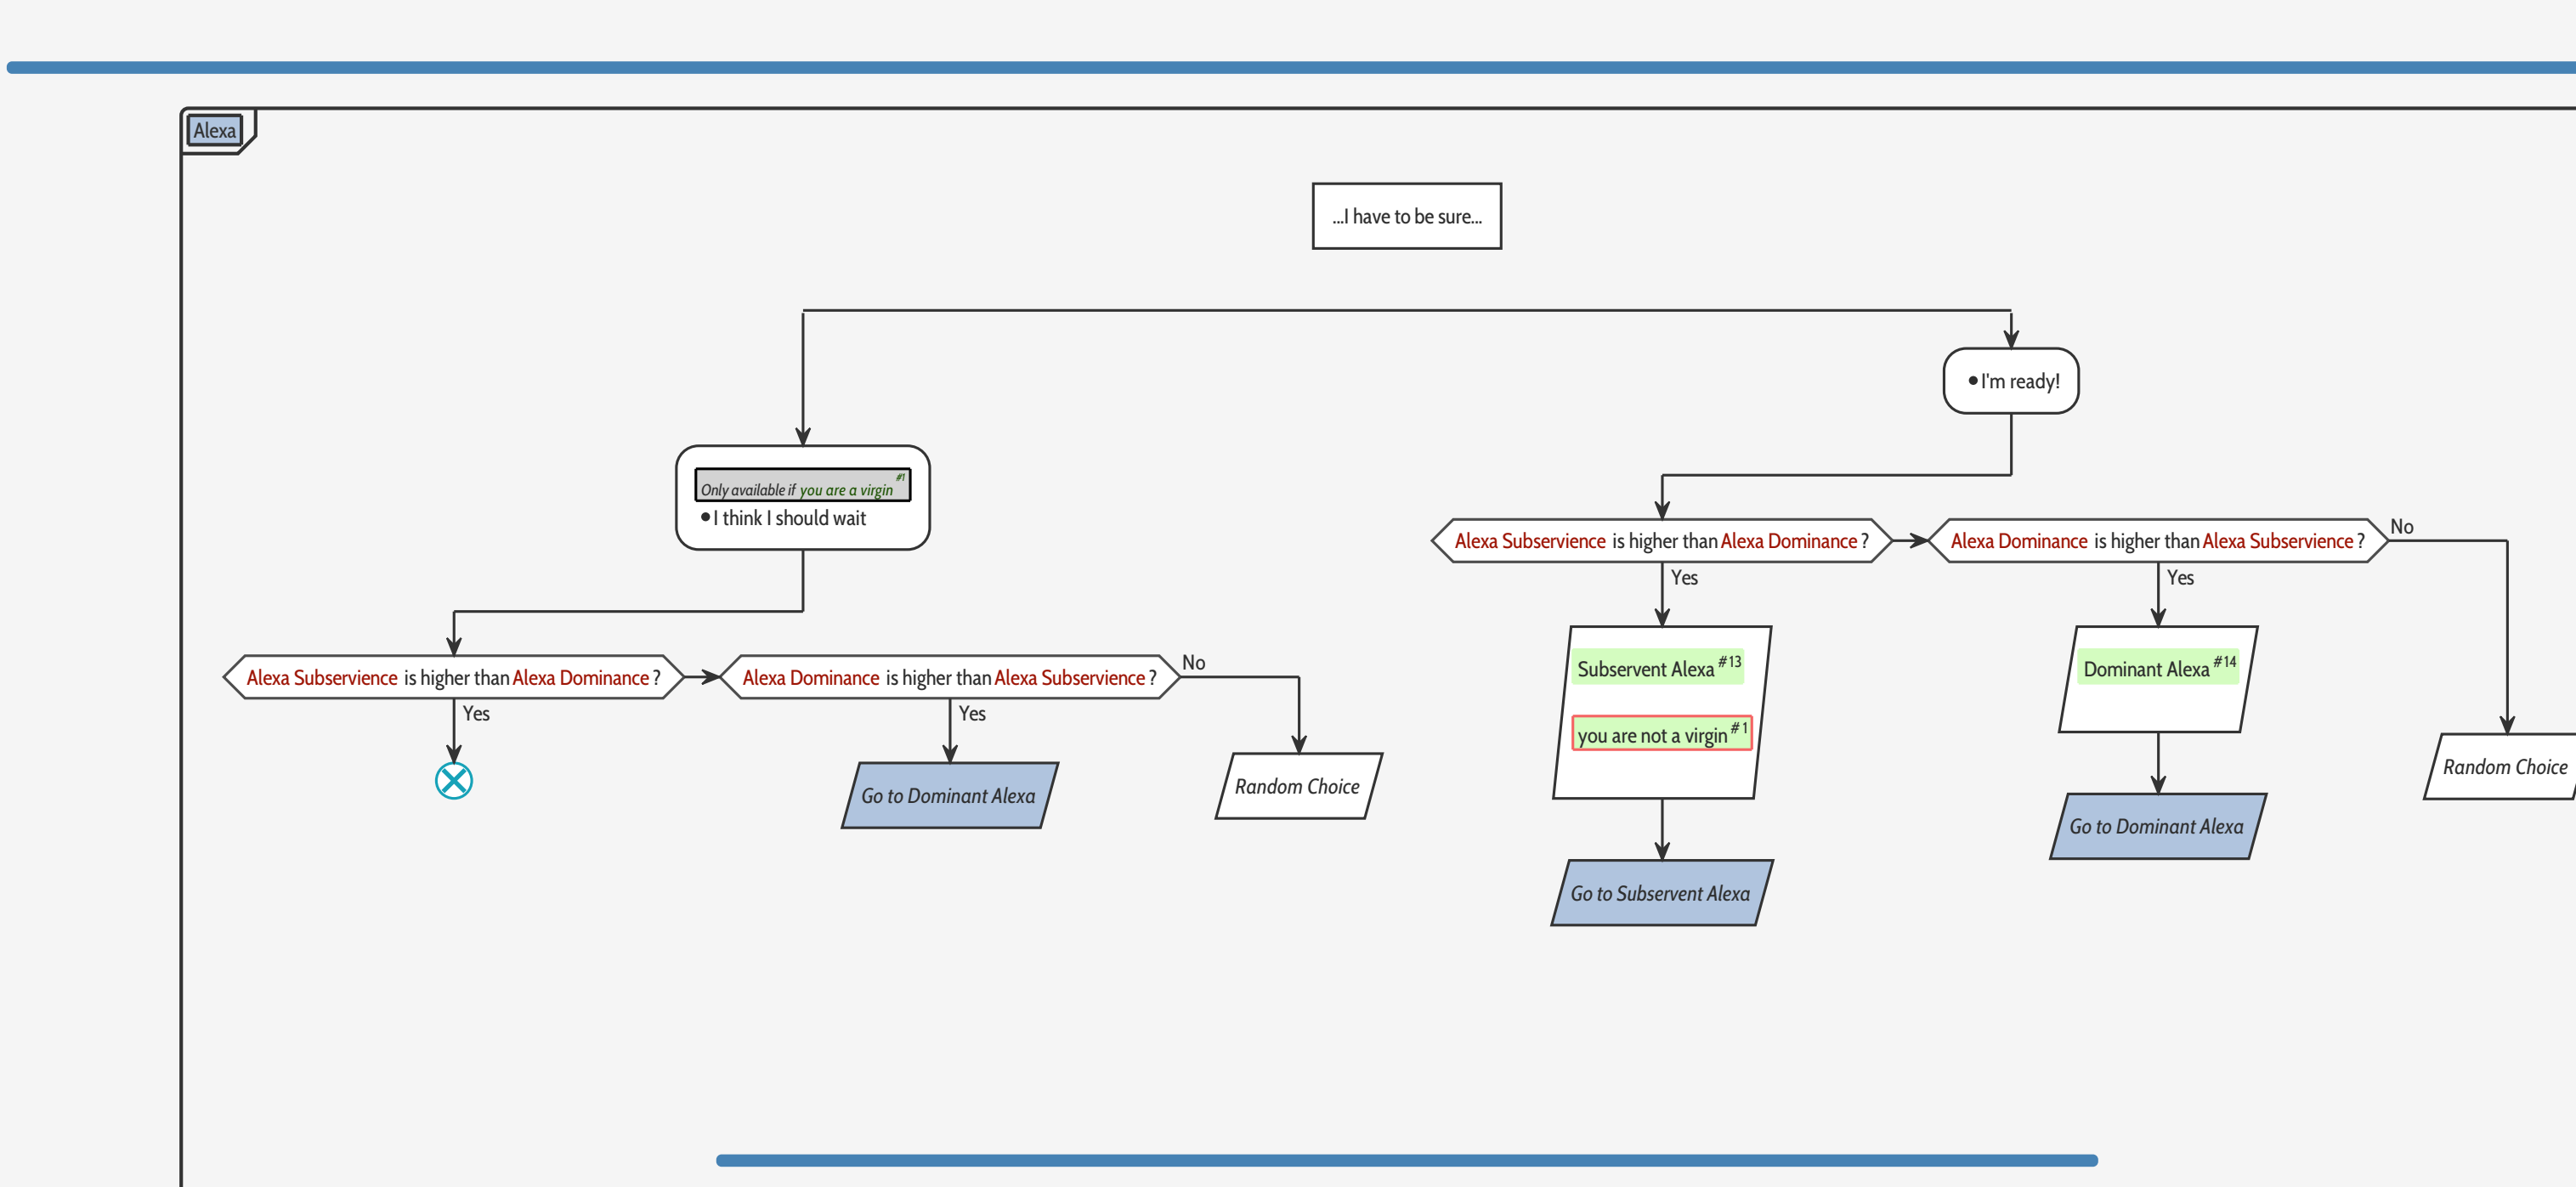 Alexa
...I have to be sure...
•I'm ready!
Only available if you are a virgin #1
•I think I should wait
Alexa Subservience is higher than Alexa Dominance ?
Alexa Dominance is higher than Alexa Subservience ?
No
Yes
Yes
Subservent Alexa #13
you are not a virgin # 1
Dominant Alexa #14
Alexa Subservience is higher than Alexa Dominance ?
Alexa Dominance is higher than Alexa Subservience ?
No
Yes
Yes
Go to Dominant Alexa
Random Choice
Random Choice
Go to Dominant Alexa
Go to Subservent Alexa